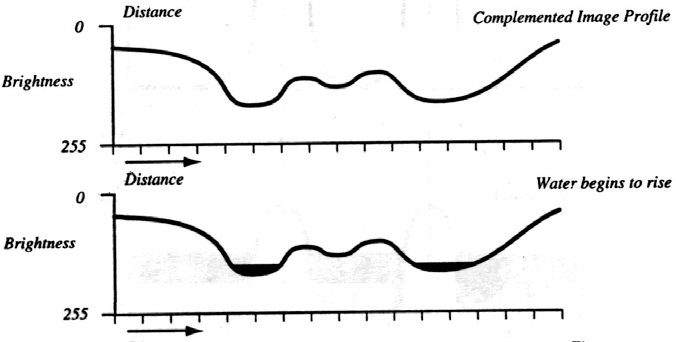 Distance
0
Complemented Image Profile
Brightness
255
Distance
0
Water begins to rise
Brightness
255